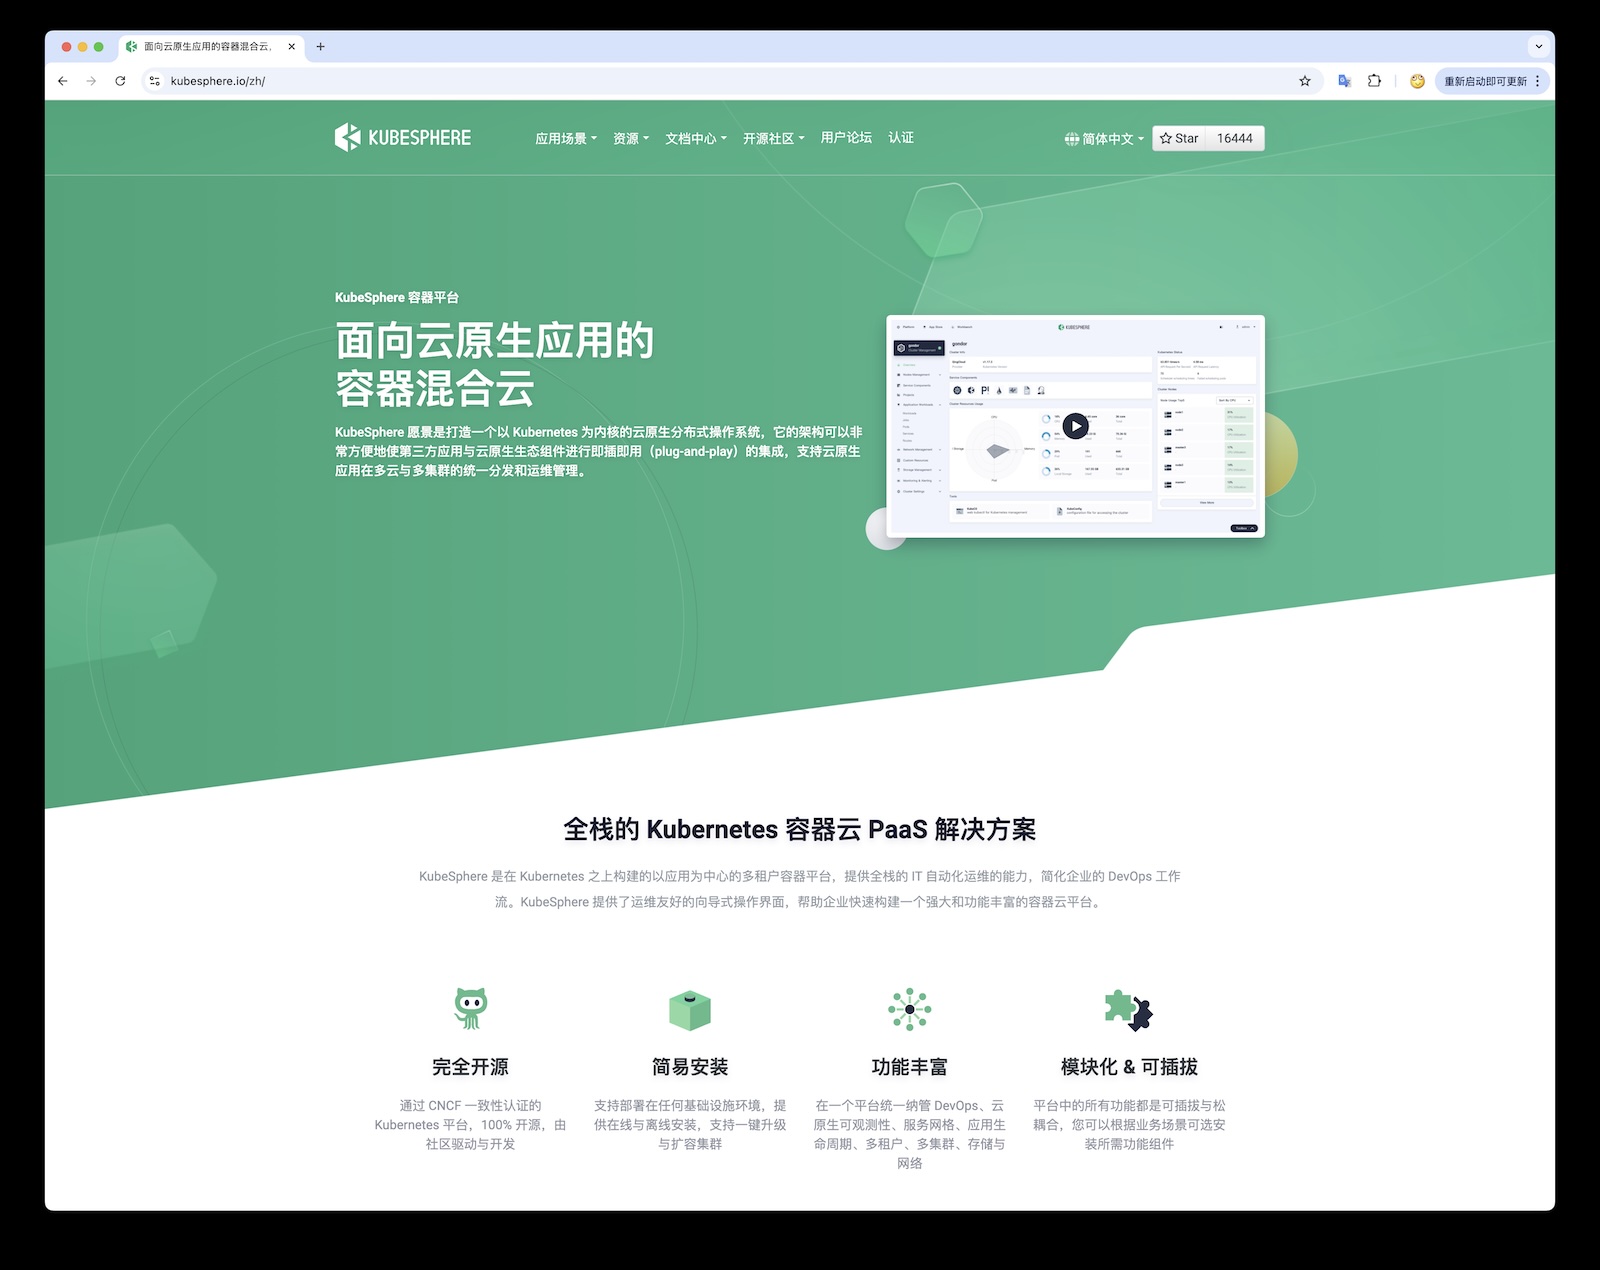 面向云原生应用的容器混合云,
kubesphere.io/zh/
重新启动即可更新
KUBESPHERE
应用场景
资源
文档中心
开源社区
用户论坛
认证
简体中文
Star
16444
KubeSphere 容器平台
面向云原生应用的
容器混合云
KubeSphere 愿景是打造一个以 Kubernetes 为内核的云原生分布式操作系统，它的架构可以非
常方便地使第三方应用与云原生生态组件进行即插即用（plug-and-play）的集成，支持云原生
应用在多云与多集群的统一分发和运维管理。
KUBESPHERE
gondor
全栈的 Kubernetes 容器云 PaaS 解决方案
KubeSphere 是在 Kubernetes 之上构建的以应用为中心的多租户容器平台，提供全栈的 IT 自动化运维的能力，简化企业的 DevOps 工作
流。KubeSphere 提供了运维友好的向导式操作界面，帮助企业快速构建一个强大和功能丰富的容器云平台。
完全开源
通过 CNCF 一致性认证的
Kubernetes 平台，100% 开源，由
社区驱动与开发
简易安装
支持部署在任何基础设施环境，提
供在线与离线安装，支持一键升级
与扩容集群
功能丰富
在一个平台统一纳管 DevOps、云
原生可观测性、服务网格、应用生
命周期、多租户、多集群、存储与
网络
模块化 & 可插拔
平台中的所有功能都是可插拔与松
耦合，您可以根据业务场景可选安
装所需功能组件